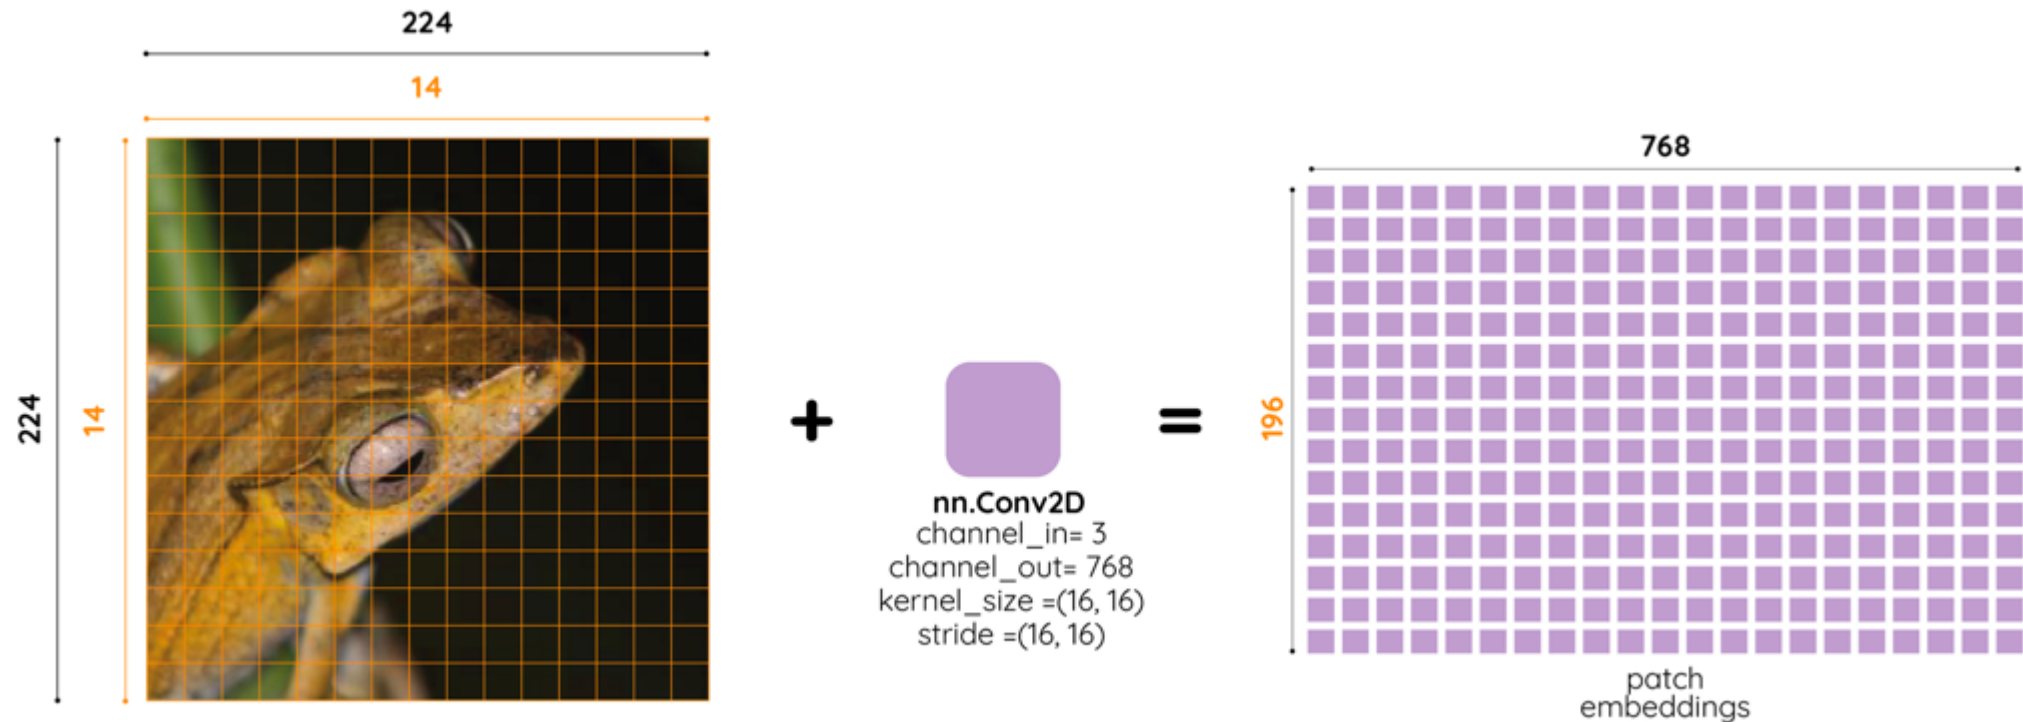 224
14
224
14
nn.Conv2D
channel_in= 3
channel_out= 768
kernel_size =(16, 16)
stride =(16, 16)
768
196
patch
embeddings